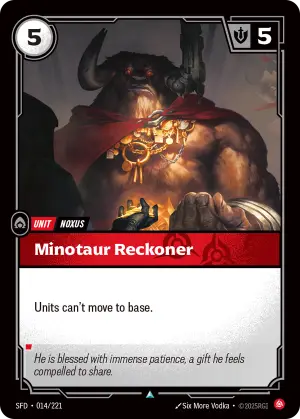 5
5
UNIT NOXUS
Minotaur Reckoner
Units can't move to base.
He is blessed with immense patience, a gift he feels
compelled to share.
SFD • 014/221 Six More Vodka • ©2025RGI